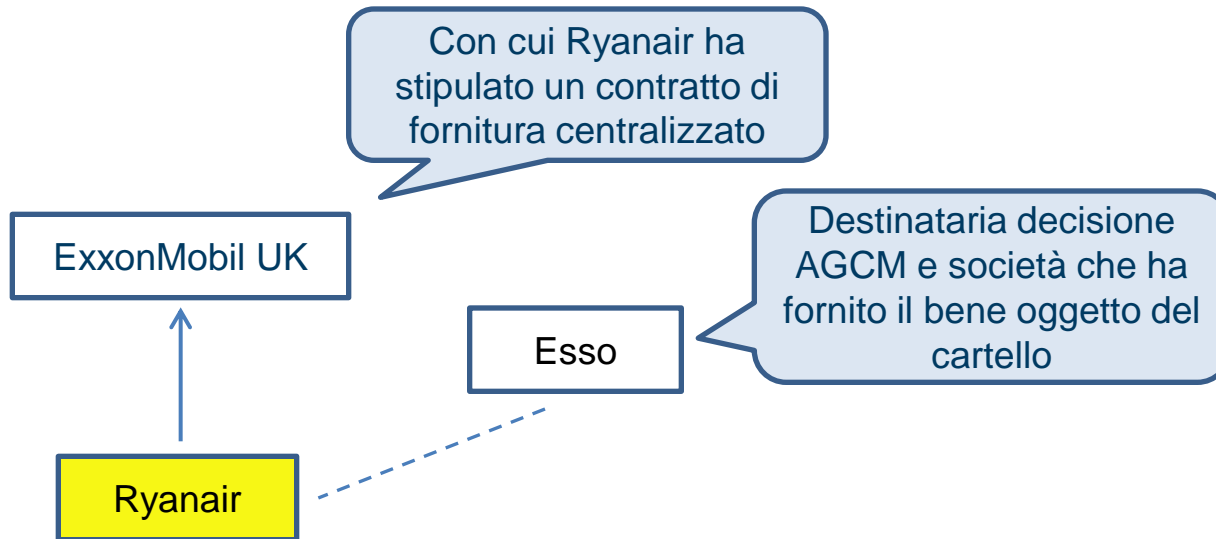 Con cui Ryanair ha
stipulato un contratto di
fornitura centralizzato
ExxonMobil UK
Destinataria decisione
AGCM e società che ha
fornito il bene oggetto del
cartello
Esso
Ryanair